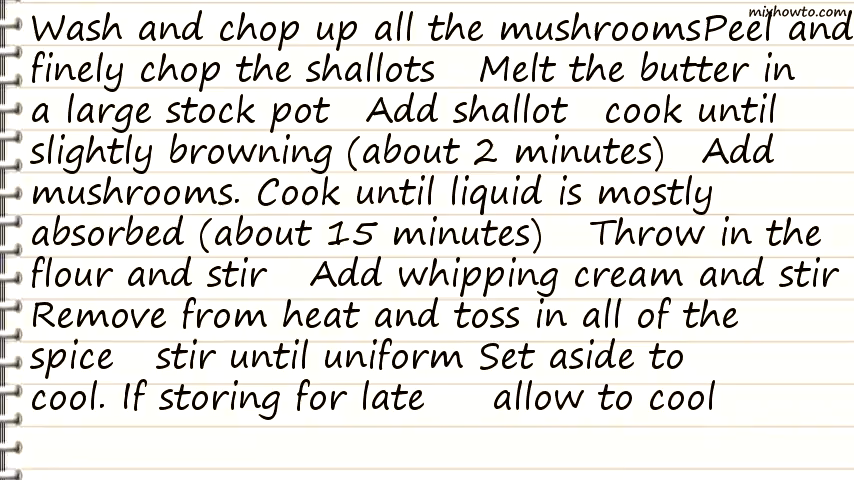 mixhowto.com
Wash and chop up all the mushroomsPeel and
finely chop the shallots   Melt the butter in
a large stock pot   Add shallot   cook until
slightly browning (about 2 minutes)   Add
mushrooms. Cook until liquid is mostly
absorbed (about 15 minutes)    Throw in the
flour and stir    Add whipping cream and stir
Remove from heat and toss in all of the
spice   stir until uniform Set aside to
cool. If storing for late      allow to cool